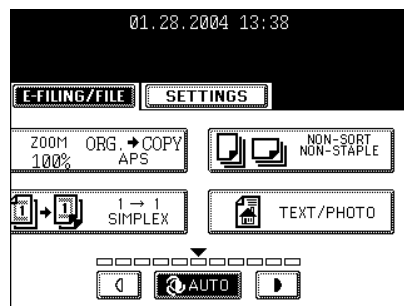 01.28.2004 13:38
E-FILING/FILE SETTINGS
ZOOM ORG.➔COPY
100% APS
NON-SORT
NON-STAPLE
1 → 1
SIMPLEX
TEXT/PHOTO
AUTO